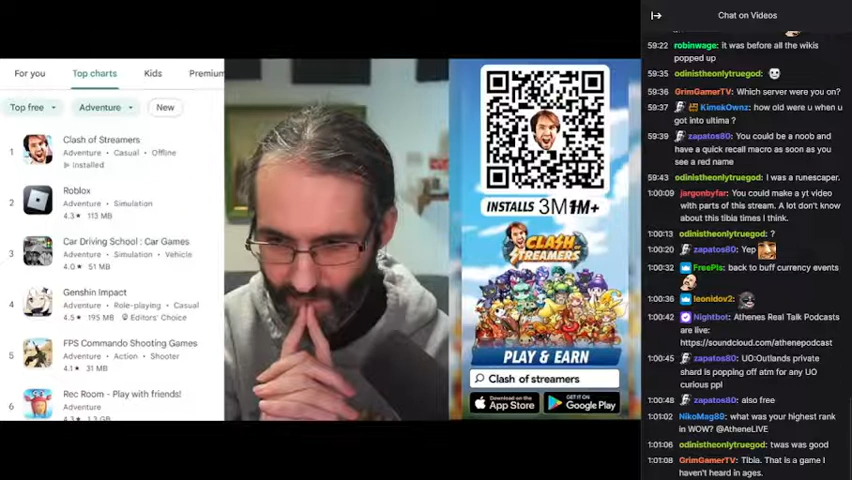 For you
Top charts
Kids
Premium
Top free
Adventure
New
1
Clash of Streamers
Adventure • Casual • Offline
Installed
2
Roblox
Adventure • Simulation
4.3★ 113 MB
3
Car Driving School : Car Games
Adventure • Simulation • Vehicle
4.0★ 51 MB
4
Genshin Impact
Adventure • Role-playing • Casual
4.5★ 195 MB Editors' Choice
5
FPS Commando Shooting Games
Adventure • Action • Shooter
4.1★ 31 MB
6
Rec Room - Play with friends!
Adventure
INSTALLS 3M
CLASH OF
STREAMERS
PLAY & EARN
Clash of streamers
Download on the
App Store
GET IT ON
Google Play
Chat on Videos
59:22 robinwage: it was before all the wikis
popped up
59:35 odinistheonlytruegod:
59:36 GrimGamerTV: Which server were you on?
59:37 KimekOwnz: how old were u when u
got into ultima ?
59:39 zapatos80: You could be a noob and
have a quick recall macro as soon as you
see a red name
59:43 odinistheonlytruegod: I was a runescaper.
1:00:09 jargonbyfar: You could make a yt video
with parts of this stream. A lot don't know
about this tibia times I think.
1:00:13 odinistheonlytruegod: ?
1:00:20 zapatos80: Yep
1:00:32 FreePls: back to buff currency events
1:00:36 leonidov2:
1:00:42 Nightbot: Athenes Real Talk Podcasts
are live:
https://soundcloud.com/athenepodcast
1:00:45 zapatos80: UO:Outlands private
shard is popping off atm for any UO
curious ppl
1:00:48 zapatos80: also free
1:01:02 NikoMag89: what was your highest rank
in WOW? @AtheneLIVE
1:01:06 odinistheonlytruegod: twas was good
1:01:08 GrimGamerTV: Tibia. That is a game I
haven't heard in ages.